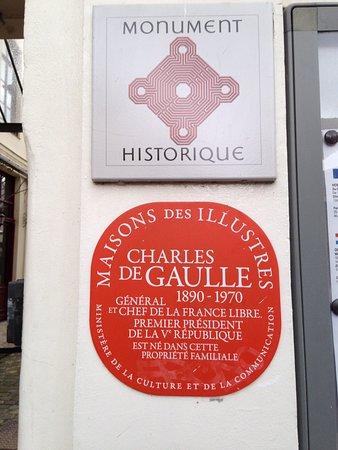 MONUMENT
HISTORIQUE
MAISONS DES ILLUSTRES
CHARLES
DE GAULLE
1890 - 1970
GÉNÉRAL
ET CHEF DE LA FRANCE LIBRE.
PREMIER PRÉSIDENT
DE LA Ve RÉPUBLIQUE
EST NÉ DANS CETTE
PROPRIÉTÉ FAMILIALE
MINISTÈRE DE LA CULTURE ET DE LA COMMUNICATION